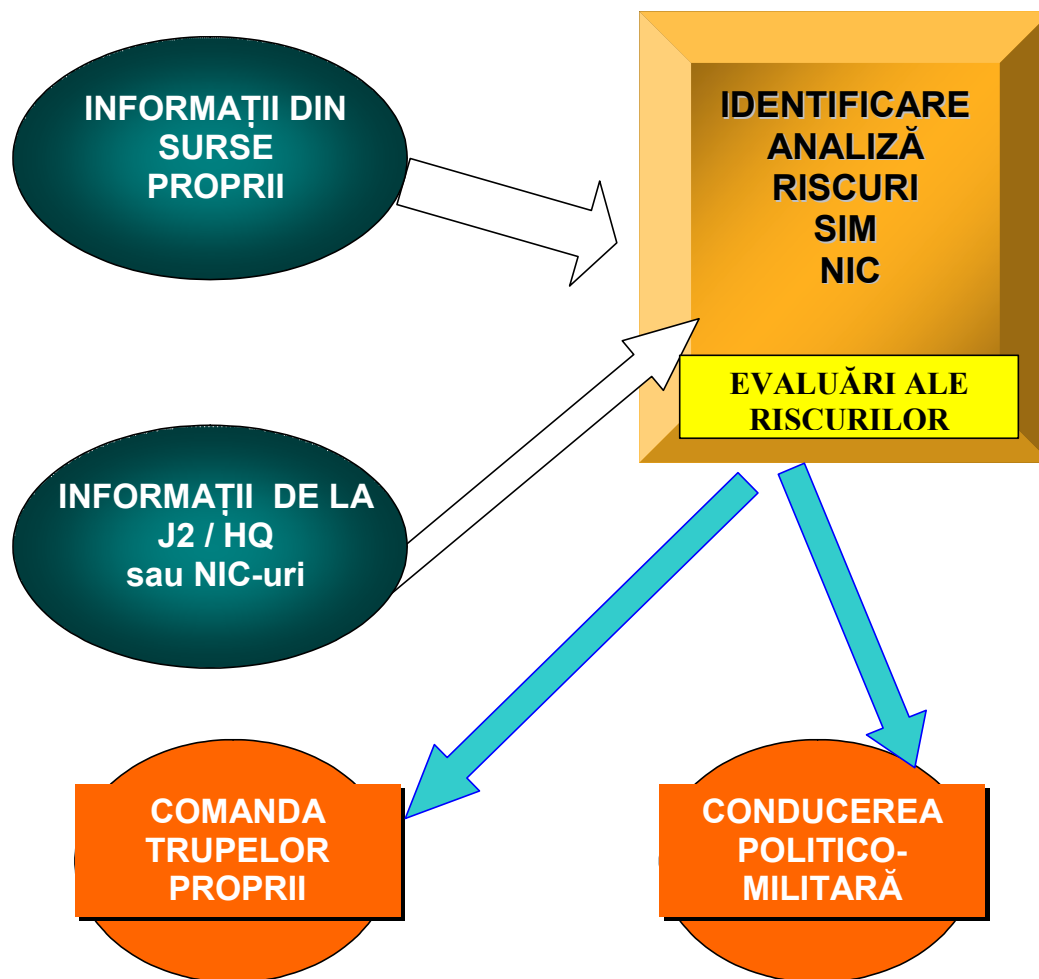 INFORMAȚII DIN
SURSE
PROPRII
IDENTIFICARE
ANALIZĂ
RISCURI
SIM
NIC
EVALUĂRI ALE
RISCURILOR
INFORMAȚII DE LA
J2 / HQ
sau NIC-uri
COMANDA
TRUPELOR
PROPRII
CONDUCEREA
POLITICO-
MILITARĂ